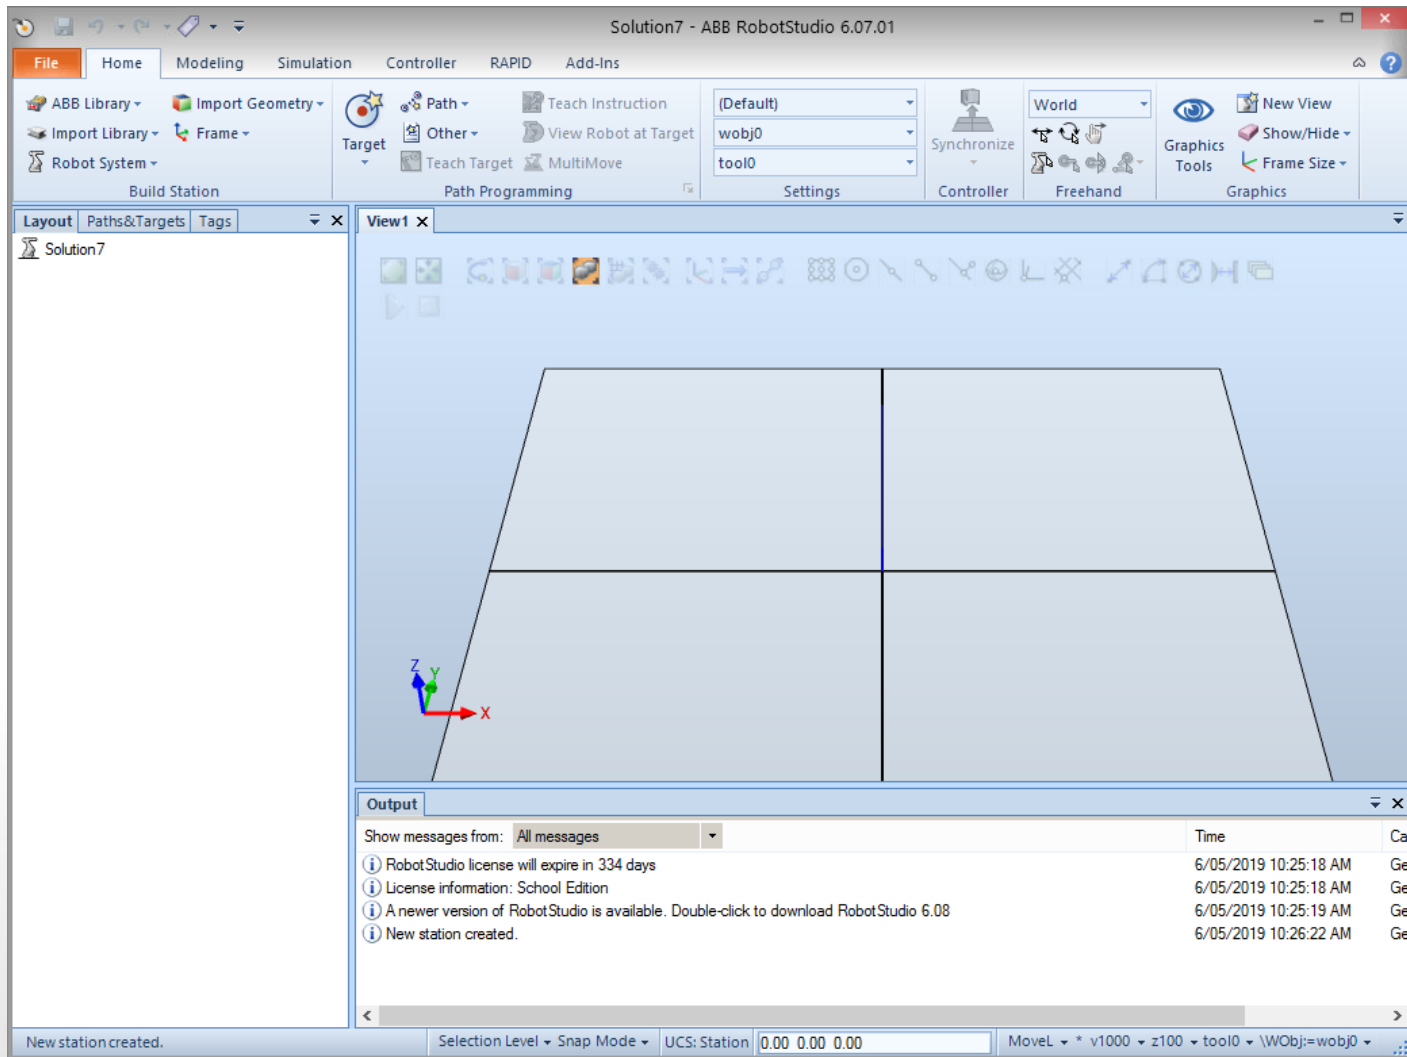 Solution7 - ABB RobotStudio 6.07.01
File Home Modeling Simulation Controller RAPID Add-Ins
ABB Library Import Geometry
Import Library Frame
Robot System
Build Station
Target
Path Teach Instruction
Other View Robot at Target
Teach Target MultiMove
Path Programming
(Default)
wobj0
tool0
Settings
Synchronize
Controller
World
Freehand
Graphics
Tools
New View
Show/Hide
Frame Size
Graphics
Layout Paths&Targets Tags
Solution7
View1
Z
Y
X
Output
Show messages from: All messages Time Ca
RobotStudio license will expire in 334 days 6/05/2019 10:25:18 AM Ge
License information: School Edition 6/05/2019 10:25:18 AM Ge
A newer version of RobotStudio is available. Double-click to download RobotStudio 6.08 6/05/2019 10:25:19 AM Ge
New station created. 6/05/2019 10:26:22 AM Ge
New station created. Selection Level Snap Mode UCS: Station 0.00 0.00 0.00 MoveL * v1000 z100 tool0 \WObj:=wobj0